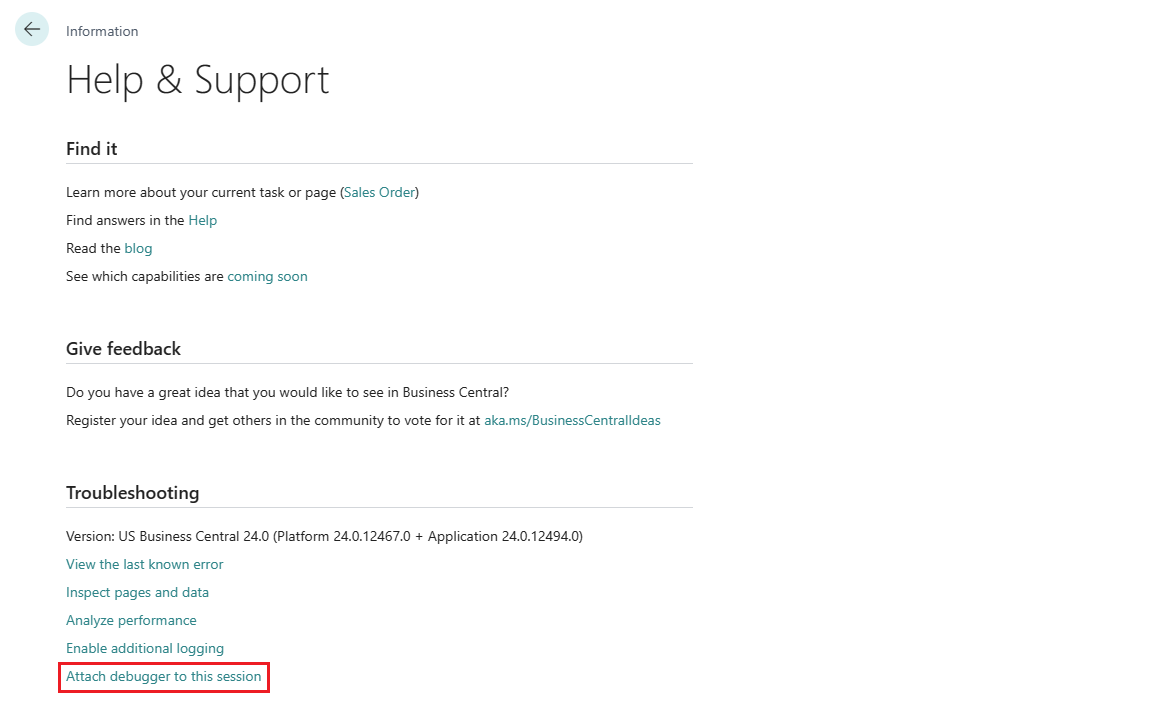 Information
Help & Support
Find it
Learn more about your current task or page (Sales Order)
Find answers in the Help
Read the blog
See which capabilities are coming soon
Give feedback
Do you have a great idea that you would like to see in Business Central?
Register your idea and get others in the community to vote for it at aka.ms/BusinessCentralIdeas
Troubleshooting
Version: US Business Central 24.0 (Platform 24.0.12467.0 + Application 24.0.12494.0)
View the last known error
Inspect pages and data
Analyze performance
Enable additional logging
Attach debugger to this session